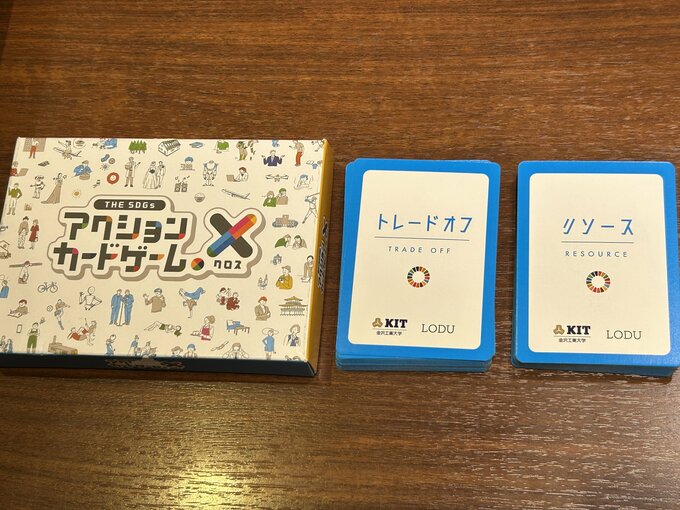 THE SDGs
アクション
カードゲーム.X
クロス
トレードオフ
TRADE OFF
KIT
金沢工業大学
LODU
リソース
RESOURCE
KIT
金沢工業大学
LODU